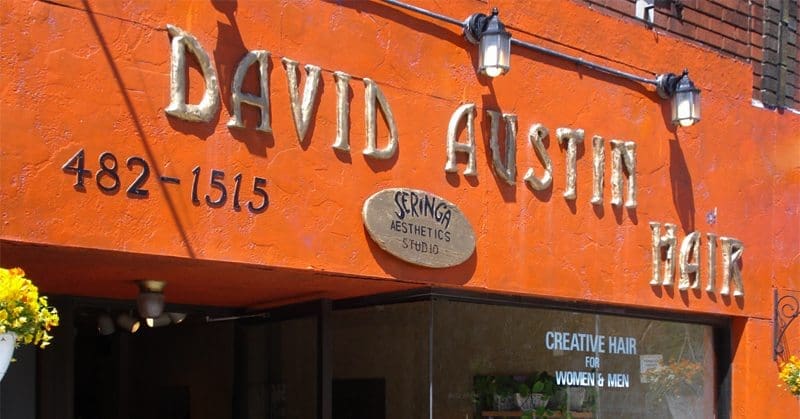 DAVID AUSTIN
HAIR
482-1515
SERINGA
AESTHETICS
STUDIO
CREATIVE HAIR
FOR
WOMEN & MEN